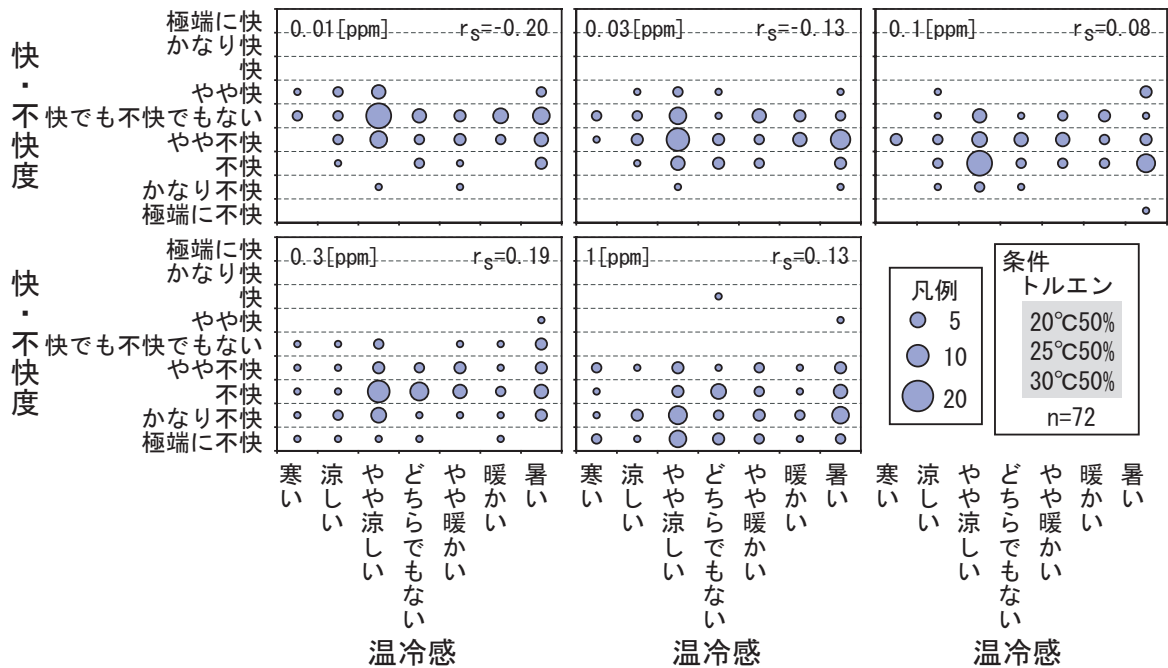 快・不快度
極端に快
かなり快
快
やや快
快でも不快でもない
やや不快
不快
かなり不快
極端に不快
0.01[ppm] rS=-0.20
0.03[ppm] rS=-0.13
0.1[ppm] rS=0.08
快・不快度
極端に快
かなり快
快
やや快
快でも不快でもない
やや不快
不快
かなり不快
極端に不快
0.3[ppm] rS=0.19
1[ppm] rS=0.13
凡例
5
10
20
条件
トルエン
20℃50%
25℃50%
30℃50%
n=72
寒い
涼しい
やや涼しい
どちらでもない
やや暖かい
暖かい
暑い
温冷感
寒い
涼しい
やや涼しい
どちらでもない
やや暖かい
暖かい
暑い
温冷感
寒い
涼しい
やや涼しい
どちらでもない
やや暖かい
暖かい
暑い
温冷感